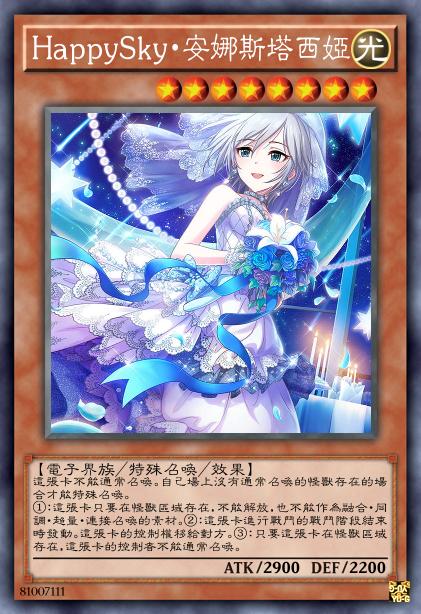 HappySky・安娜斯塔西婭
光
【電子界族/特殊召喚/效果】
這張卡不能通常召喚。自己場上沒有通常召喚的怪獸存在的場
合才能特殊召喚。
①:這張卡只要在怪獸區域存在,不能解放,也不能作為融合・同
調・超量・連接召喚的素材。②:這張卡進行戰鬥的戰鬥階段結束
時發動。這張卡的控制權移給對方。③:只要這張卡在怪獸區域
存在,這張卡的控制者不能通常召喚。
ATK/2900 DEF/2200
81007111